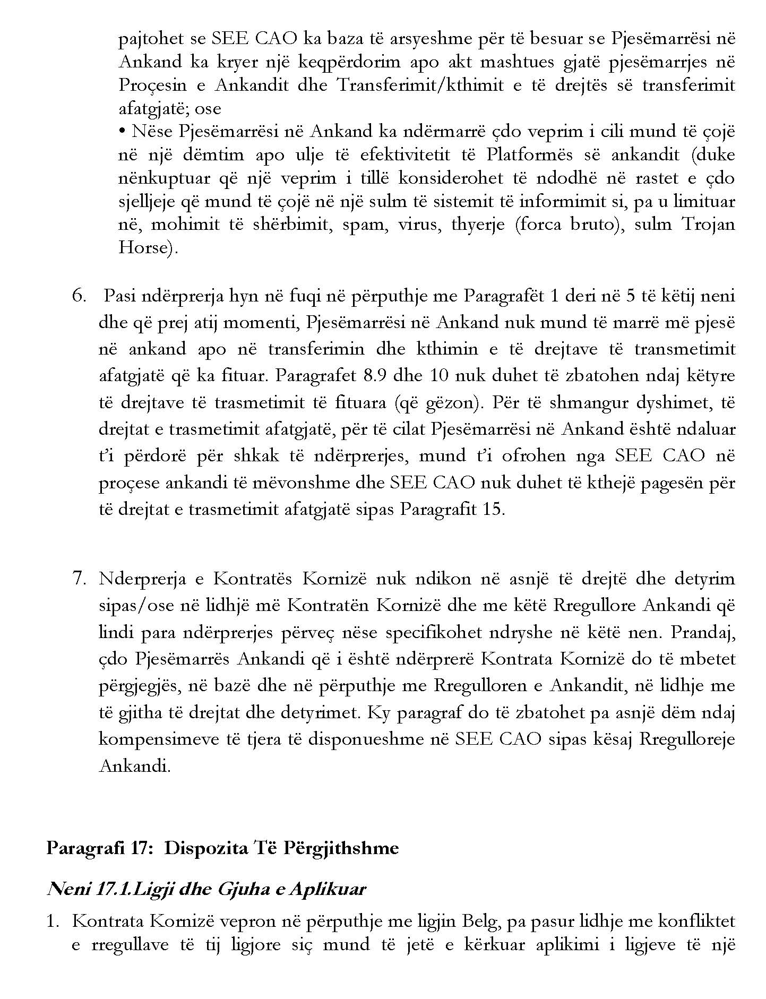 pajtohet se SEE CAO ka baza të arsyeshme për të besuar se Pjesëmarrësi në
Ankand ka kryer një keqpërdorim apo akt mashtues gjatë pjesëmarrjes në
Proçesin e Ankandit dhe Transferimit/kthimit e të drejtës së transferimit
afatgjatë; ose
• Nëse Pjesëmarrësi në Ankand ka ndërmarrë çdo veprim i cili mund të çojë
në një dëmtim apo ulje të efektivitetit të Platformës së ankandit (duke
nënkuptuar që një veprim i tillë konsiderohet të ndodhë në rastet e çdo
sjelljeje që mund të çojë në një sulm të sistemit të informimit si, pa u limituar
në, mohimit të shërbimit, spam, virus, thyerje (forca bruto), sulm Trojan
Horse).
6. Pasi ndërprerja hyn në fuqi në përputhje me Paragrafët 1 deri në 5 të këtij neni
dhe që prej atij momenti, Pjesëmarrësi në Ankand nuk mund të marrë më pjesë
në ankand apo në transferimin dhe kthimin e të drejtave të transmetimit
afatgjatë që ka fituar. Paragrafet 8.9 dhe 10 nuk duhet të zbatohen ndaj këtyre
të drejtave të trasmetimit të fituara (që gëzon). Për të shmangur dyshimet, të
drejtat e trasmetimit afatgjatë, për të cilat Pjesëmarrësi në Ankand është ndaluar
t’i përdorë për shkak të ndërprerjes, mund t’i ofrohen nga SEE CAO në
proçese ankandi të mëvonshme dhe SEE CAO nuk duhet të kthejë pagesën për
të drejtat e trasmetimit afatgjatë sipas Paragrafit 15.
7. Nderprerja e Kontratës Kornizë nuk ndikon në asnjë të drejtë dhe detyrim
sipas/ose në lidhjë më Kontratën Kornizë dhe me këtë Rregullore Ankandi që
lindi para ndërprerjes përveç nëse specifikohet ndryshe në këtë nen. Prandaj,
çdo Pjesëmarrës Ankandi që i është ndërprerë Kontrata Kornizë do të mbetet
përgjegjës, në bazë dhe në përputhje me Rregulloren e Ankandit, në lidhje me
të gjitha të drejtat dhe detyrimet. Ky paragraf do të zbatohet pa asnjë dëm ndaj
kompensimeve të tjera të disponueshme në SEE CAO sipas kësaj Rregulloreje
Ankandi.
Paragrafi 17: Dispozita Të Përgjithshme
Neni 17.1.Ligji dhe Gjuha e Aplikuar
1. Kontrata Kornizë vepron në përputhje me ligjin Belg, pa pasur lidhje me konfliktet
e rregullave të tij ligjore siç mund të jetë e kërkuar aplikimi i ligjeve të një